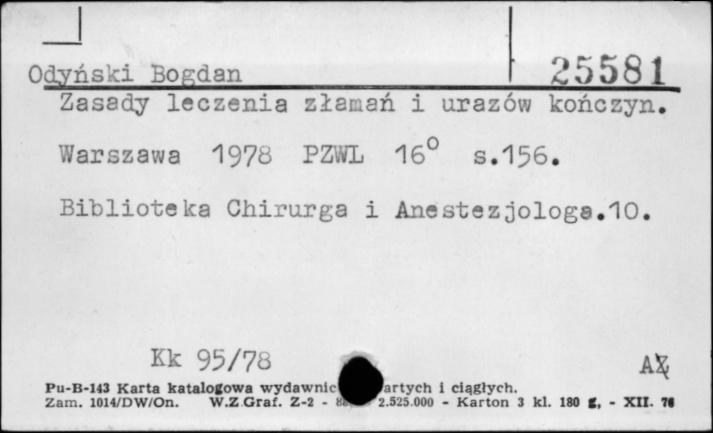 Odyński Bogdan 25581
Zasady leczenia złamań i urazów kończyn.
Warszawa 1978 PZWL 16° s.156.
Biblioteka Chirurga i Anestezjologa.10.
Kk 95/78 AZ
Pu-B-143 Karta katalogowa wydawnic artych i ciągłych.
Zam. 1014/DW/On. W.Z.Graf. Z-2 - 2.525.000 - Karton 3 kl. 180 g, - XII. 76